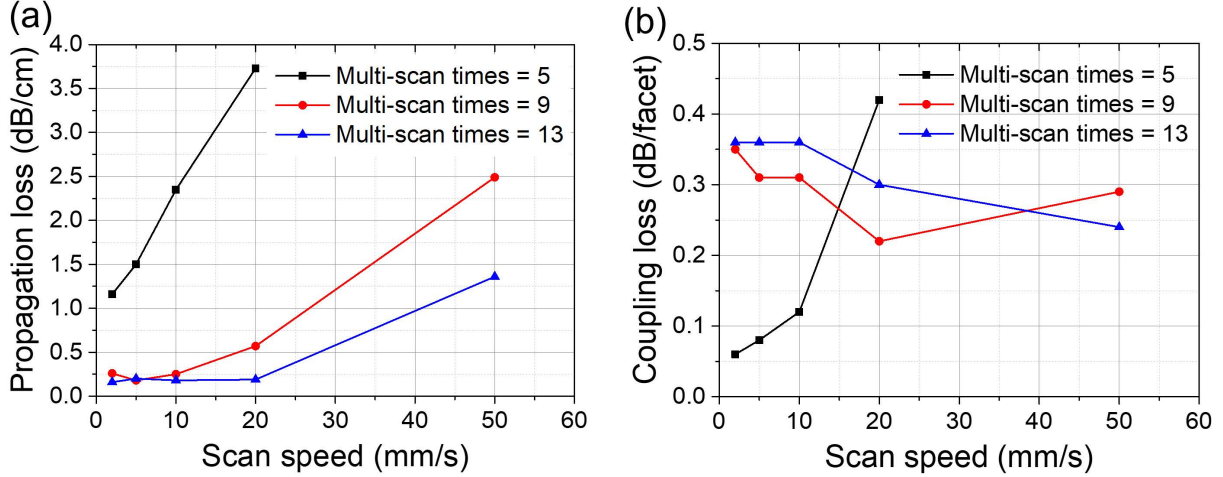 (a)
Propagation loss (dB/cm)
4.0
3.5
3.0
2.5
2.0
1.5
1.0
0.5
0.0
Multi-scan times = 5
Multi-scan times = 9
Multi-scan times = 13
0 10 20 30 40 50 60
Scan speed (mm/s)
(b)
Coupling loss (dB/facet)
0.5
0.4
0.3
0.2
0.1
0.0
Multi-scan times = 5
Multi-scan times = 9
Multi-scan times = 13
0 10 20 30 40 50 60
Scan speed (mm/s)